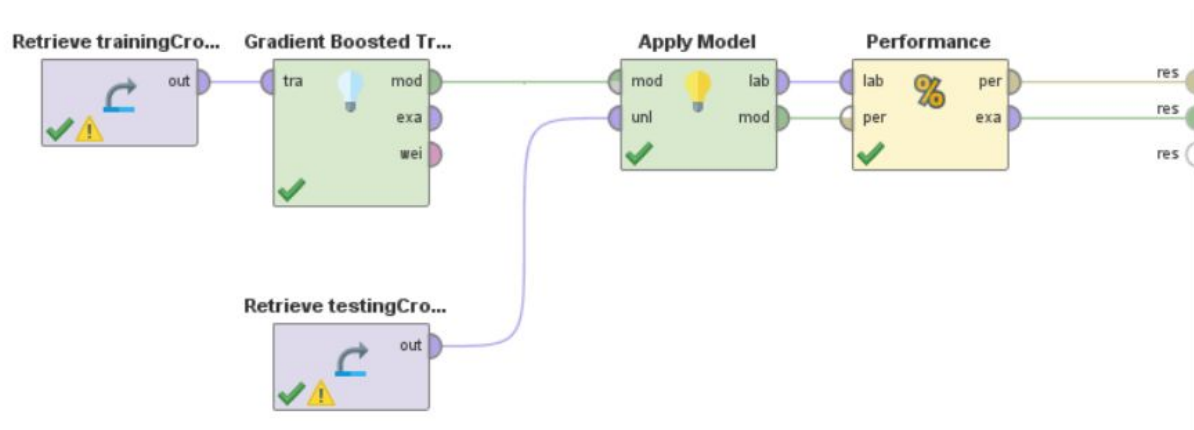 Retrieve trainingCro...
Gradient Boosted Tr...
Apply Model
Performance
out
tra
mod
exa
wei
mod
lab
unl
mod
lab
per
per
exa
res
res
res
Retrieve testingCro...
out